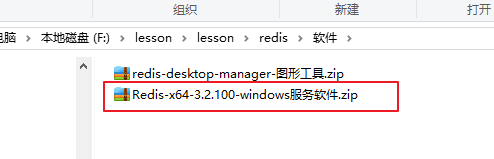 组织
新建
打开
电脑 > 本地磁盘 (F:) > lesson > lesson > redis > 软件 >
redis-desktop-manager-图形工具.zip
Redis-x64-3.2.100-windows服务软件.zip